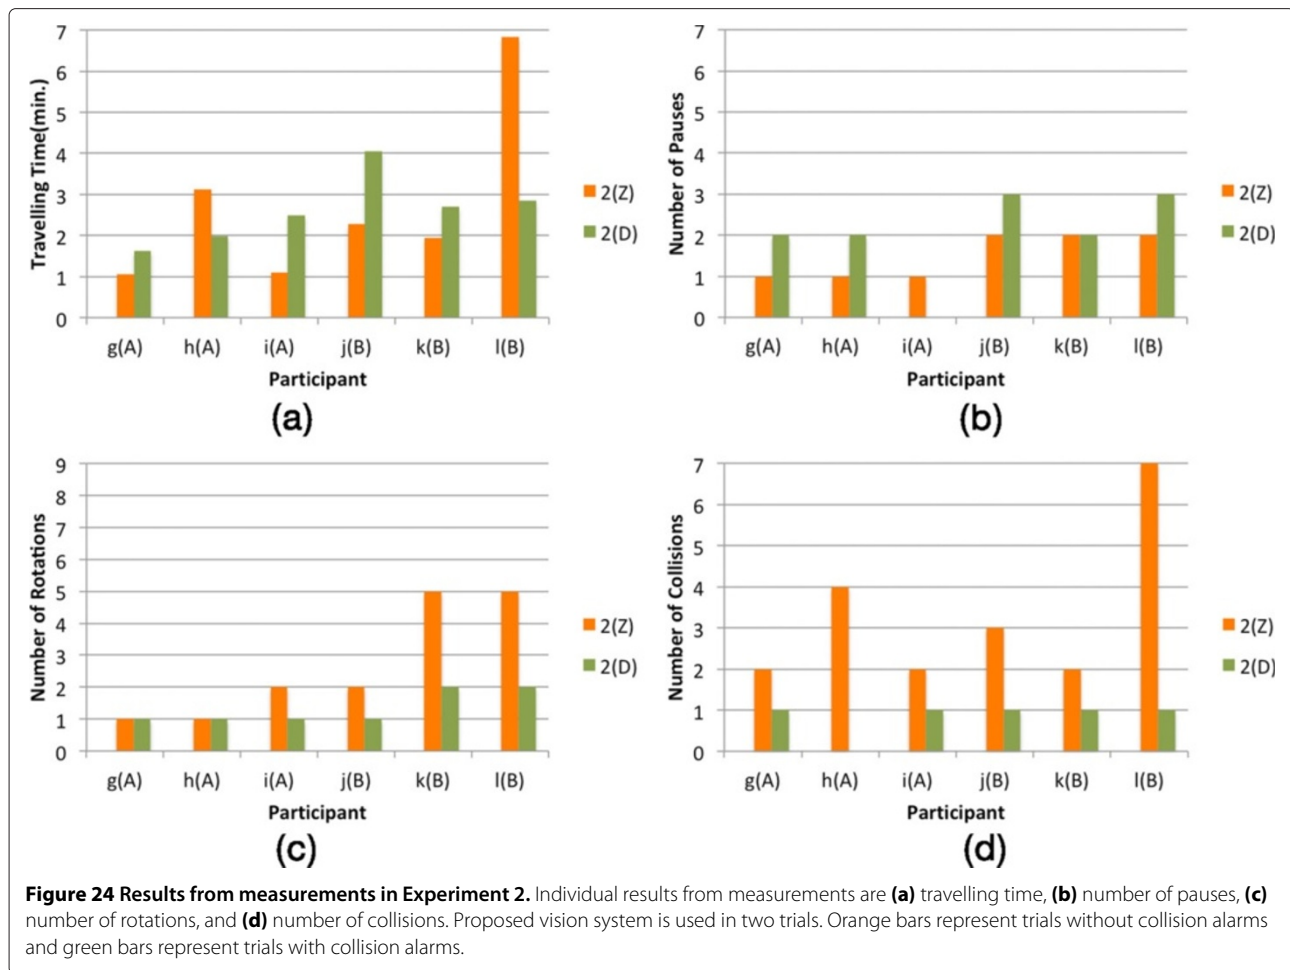 7
6
5
4
3
2
1
0
Travelling Time(min.)
g(A) h(A) i(A) j(B) k(B) l(B)
Participant
2(Z)
2(D)
(a)
7
6
5
4
3
2
1
0
Number of Pauses
g(A) h(A) i(A) j(B) k(B) l(B)
Participant
2(Z)
2(D)
(b)
9
8
7
6
5
4
3
2
1
0
Number of Rotations
g(A) h(A) i(A) j(B) k(B) l(B)
Participant
2(Z)
2(D)
(c)
7
6
5
4
3
2
1
0
Number of Collisions
g(A) h(A) i(A) j(B) k(B) l(B)
Participant
2(Z)
2(D)
(d)
Figure 24 Results from measurements in Experiment 2. Individual results from measurements are (a) travelling time, (b) number of pauses, (c)
number of rotations, and (d) number of collisions. Proposed vision system is used in two trials. Orange bars represent trials without collision alarms
and green bars represent trials with collision alarms.